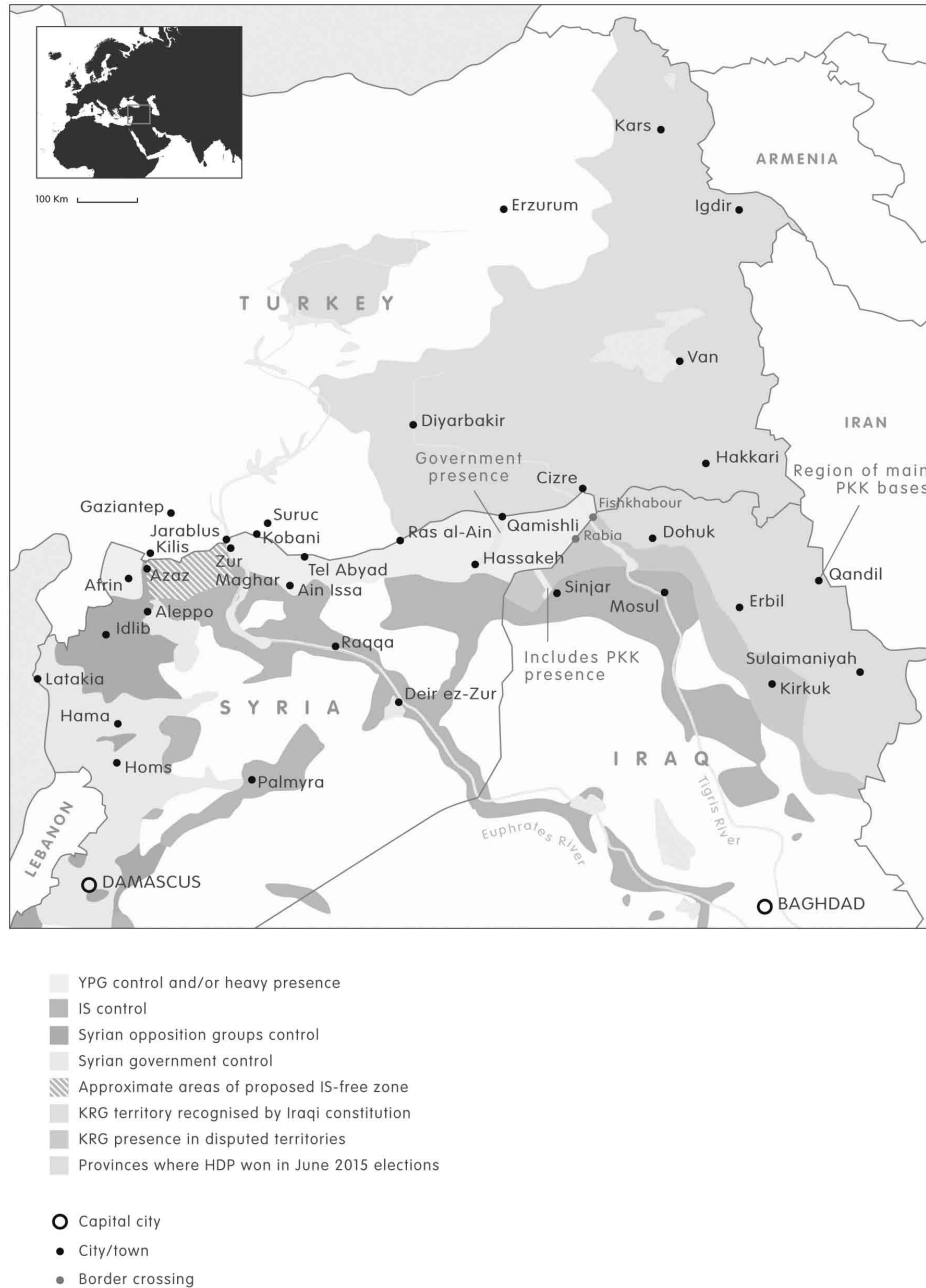 100 Km
Kars
ARMENIA
Erzurum
Igdir
TURKEY
Van
Diyarbakir
IRAN
Government
presence
Hakkari
Region of main
PKK bases
Cizre
Gaziantep
Suruc
Fishkhabour
Jarablus
Kobani
Ras al-Ain
Qamishli
Rabia
Dohuk
Kilis
Zur
Maghar
Tel Abyad
Hassakeh
Azaz
Afrin
Ain Issa
Sinjar
Mosul
Qandil
Erbil
Aleppo
Idlib
Raqqa
Includes PKK
presence
Sulaimaniyah
Latakia
Kirkuk
Deir ez-Zur
SYRIA
Hama
IRAQ
Homs
Palmyra
Tigris River
Euphrates River
LEBANON
DAMASCUS
BAGHDAD
YPG control and/or heavy presence
IS control
Syrian opposition groups control
Syrian government control
Approximate areas of proposed IS-free zone
KRG territory recognised by Iraqi constitution
KRG presence in disputed territories
Provinces where HDP won in June 2015 elections
Capital city
City/town
Border crossing